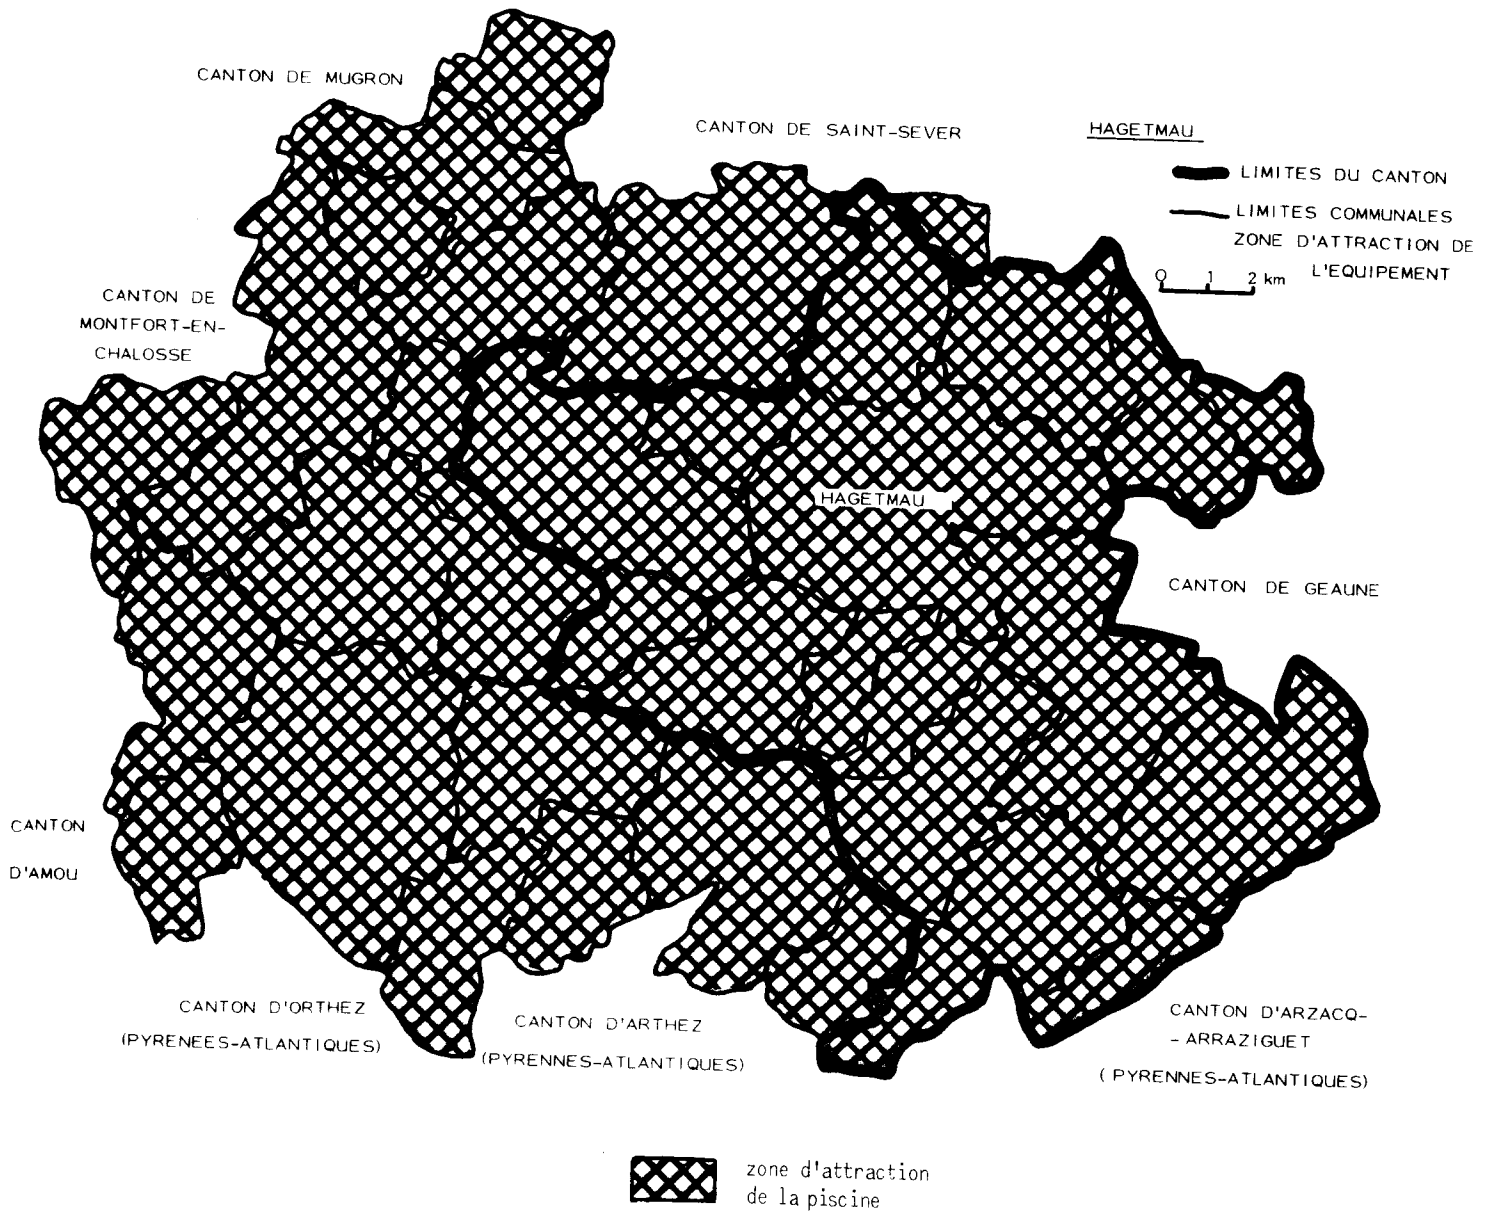 CANTON DE MUGRON
CANTON DE SAINT-SEVER
HAGETMAU
LIMITES DU CANTON
LIMITES COMMUNALES
ZONE D'ATTRACTION DE
L'EQUIPEMENT
0 1 2 km
CANTON DE
MONTFORT-EN-
CHALOSSE
HAGETMAU
CANTON DE GEAUNE
CANTON
D'AMOU
CANTON D'ORTHEZ
(PYRENEES-ATLANTIQUES)
CANTON D'ARTHEZ
(PYRENNES-ATLANTIQUES)
CANTON D'ARZACQ-
- ARRAZIGUET
( PYRENNES-ATLANTIQUES)
zone d'attraction
de la piscine